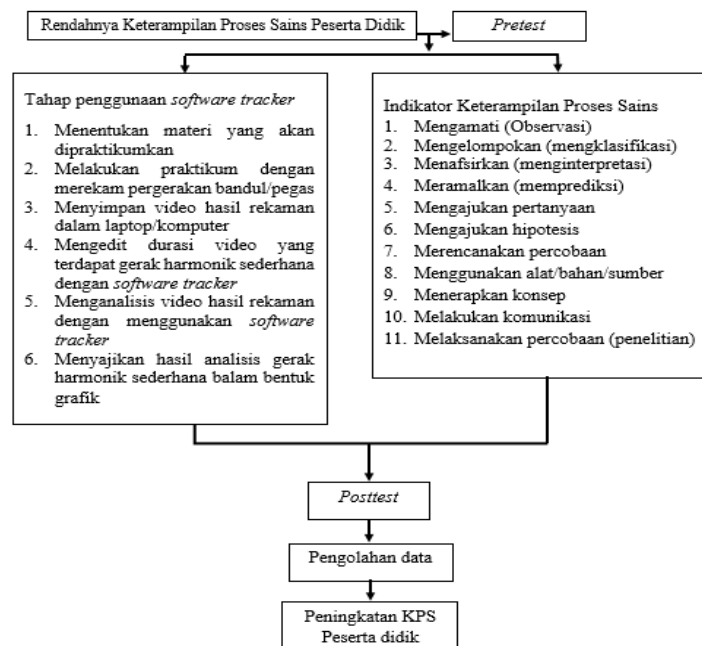 Rendahnya Keterampilan Proses Sains Peserta Didik
Pretest
Tahap penggunaan software tracker
1. Menentukan materi yang akan
dipraktikumkan
2. Melakukan praktikum dengan
merekam pergerakan bandul/pegas
3. Menyimpan video hasil rekaman
dalam laptop/komputer
4. Mengedit durasi video yang
terdapat gerak harmonik sederhana
dengan software tracker
5. Menganalisis video hasil rekaman
dengan menggunakan software
tracker
6. Menyajikan hasil analisis gerak
harmonik sederhana balam bentuk
grafik
Indikator Keterampilan Proses Sains
1. Mengamati (Observasi)
2. Mengelompokan (mengklasifikasi)
3. Menafsirkan (menginterpretasi)
4. Meramalkan (memprediksi)
5. Mengajukan pertanyaan
6. Mengajukan hipotesis
7. Merencanakan percobaan
8. Menggunakan alat/bahan/sumber
9. Menerapkan konsep
10. Melakukan komunikasi
11. Melaksanakan percobaan (penelitian)
Posttest
Pengolahan data
Peningkatan KPS
Peserta didik